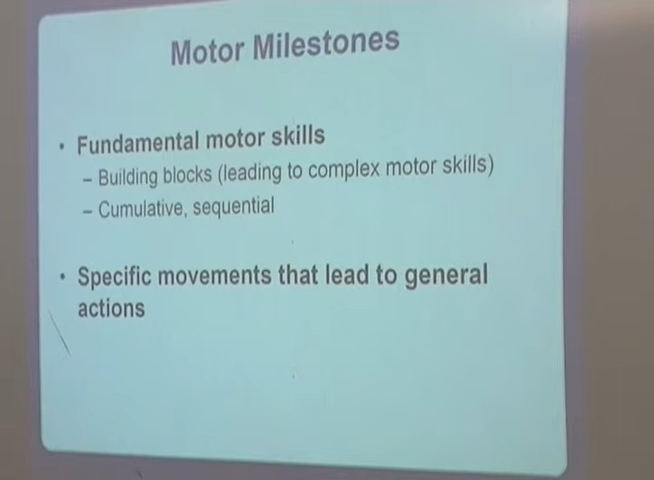 Motor Milestones
• Fundamental motor skills
– Building blocks (leading to complex motor skills)
– Cumulative, sequential
• Specific movements that lead to general
actions